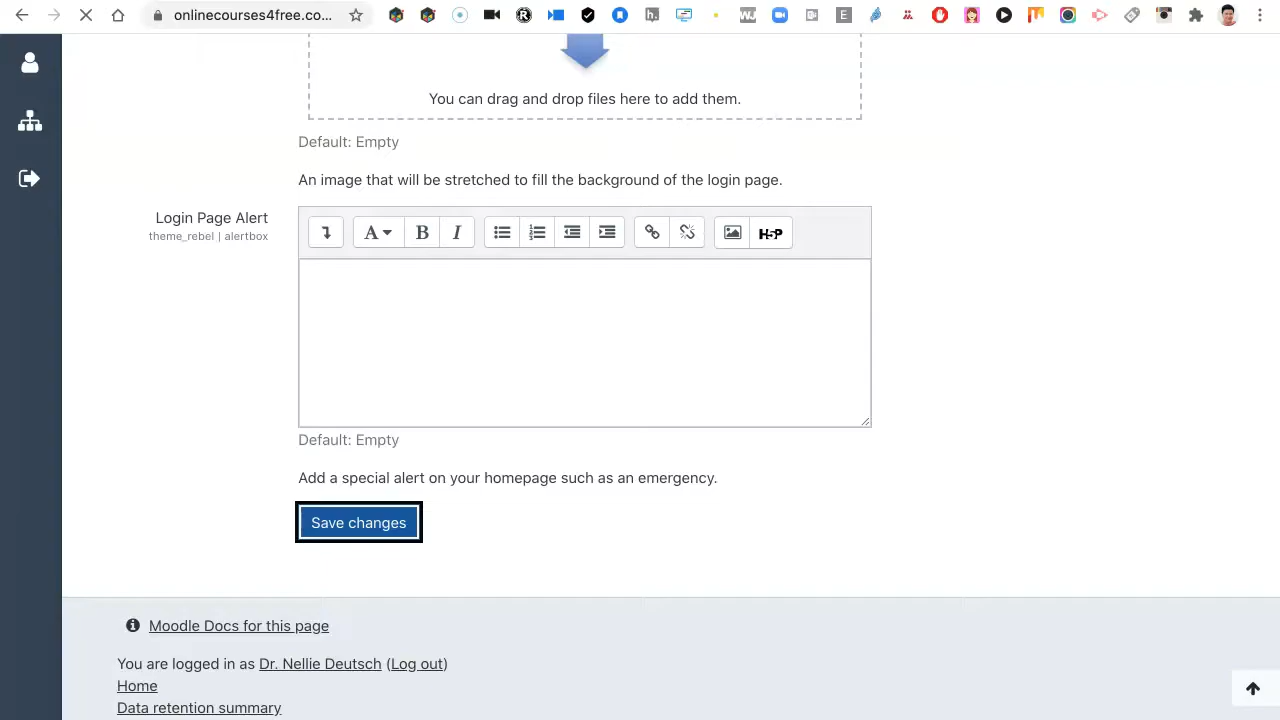 onlinecourses4free.co...
You can drag and drop files here to add them.
Default: Empty
An image that will be stretched to fill the background of the login page.
Login Page Alert
theme_rebel | alertbox
A B I
H5P
Default: Empty
Add a special alert on your homepage such as an emergency.
Save changes
Moodle Docs for this page
You are logged in as Dr. Nellie Deutsch (Log out)
Home
Data retention summary